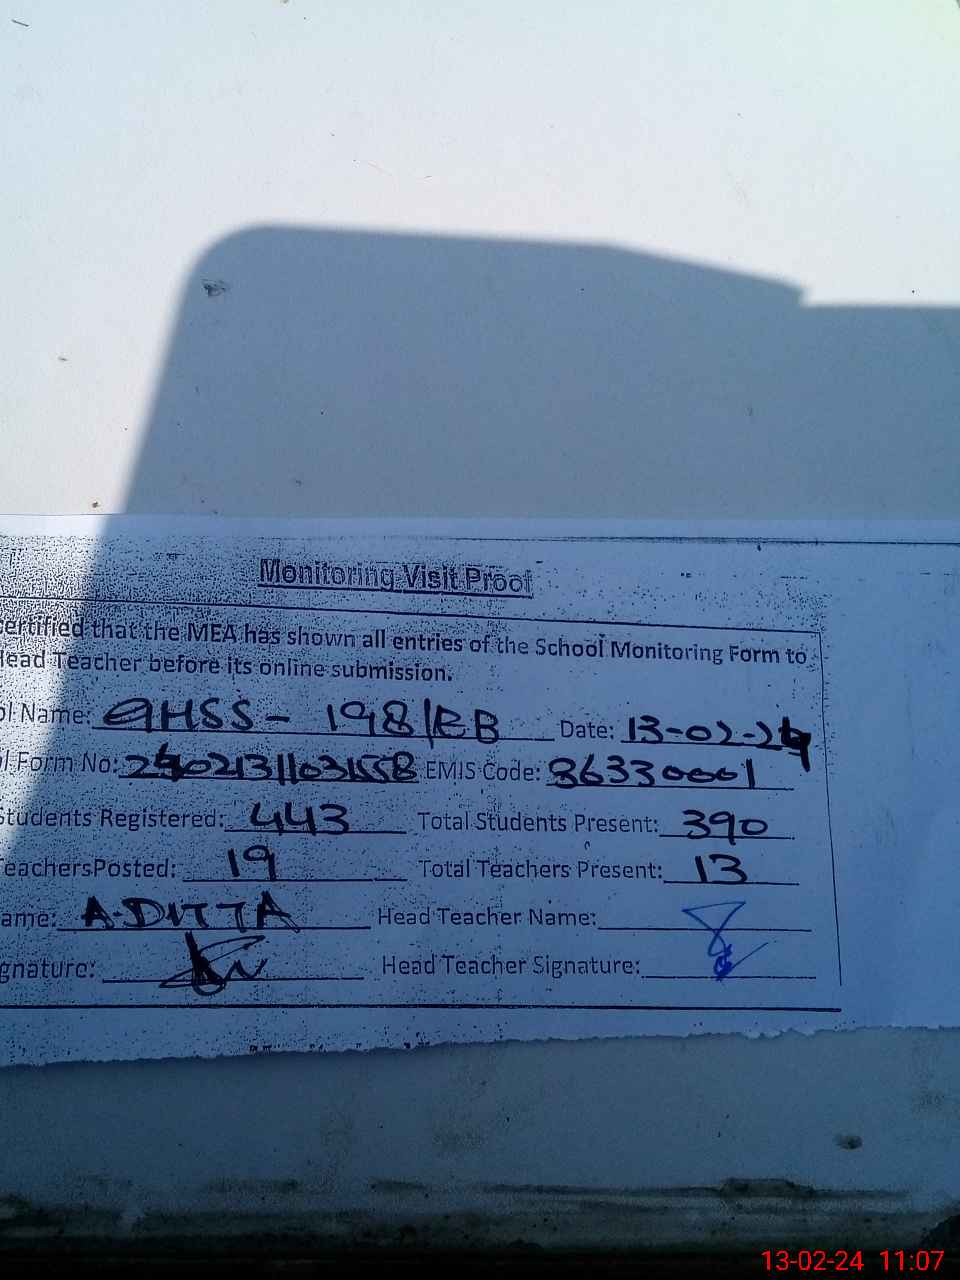 Monitoring Visit Proof
ertified that the MEA has shown all entries of the School Monitoring Form to
Head Teacher before its online submission.
ol Name: GHSS- 198/EB Date: 13-02-24
l Form No: EMIS Code: 36330001
Students Registered: 443 Total Students Present: 390
TeachersPosted: 19 Total Teachers Present: 13
ame: A-DITTA Head Teacher Name:
gnature: Head Teacher Signature:
13-02-24 11:07